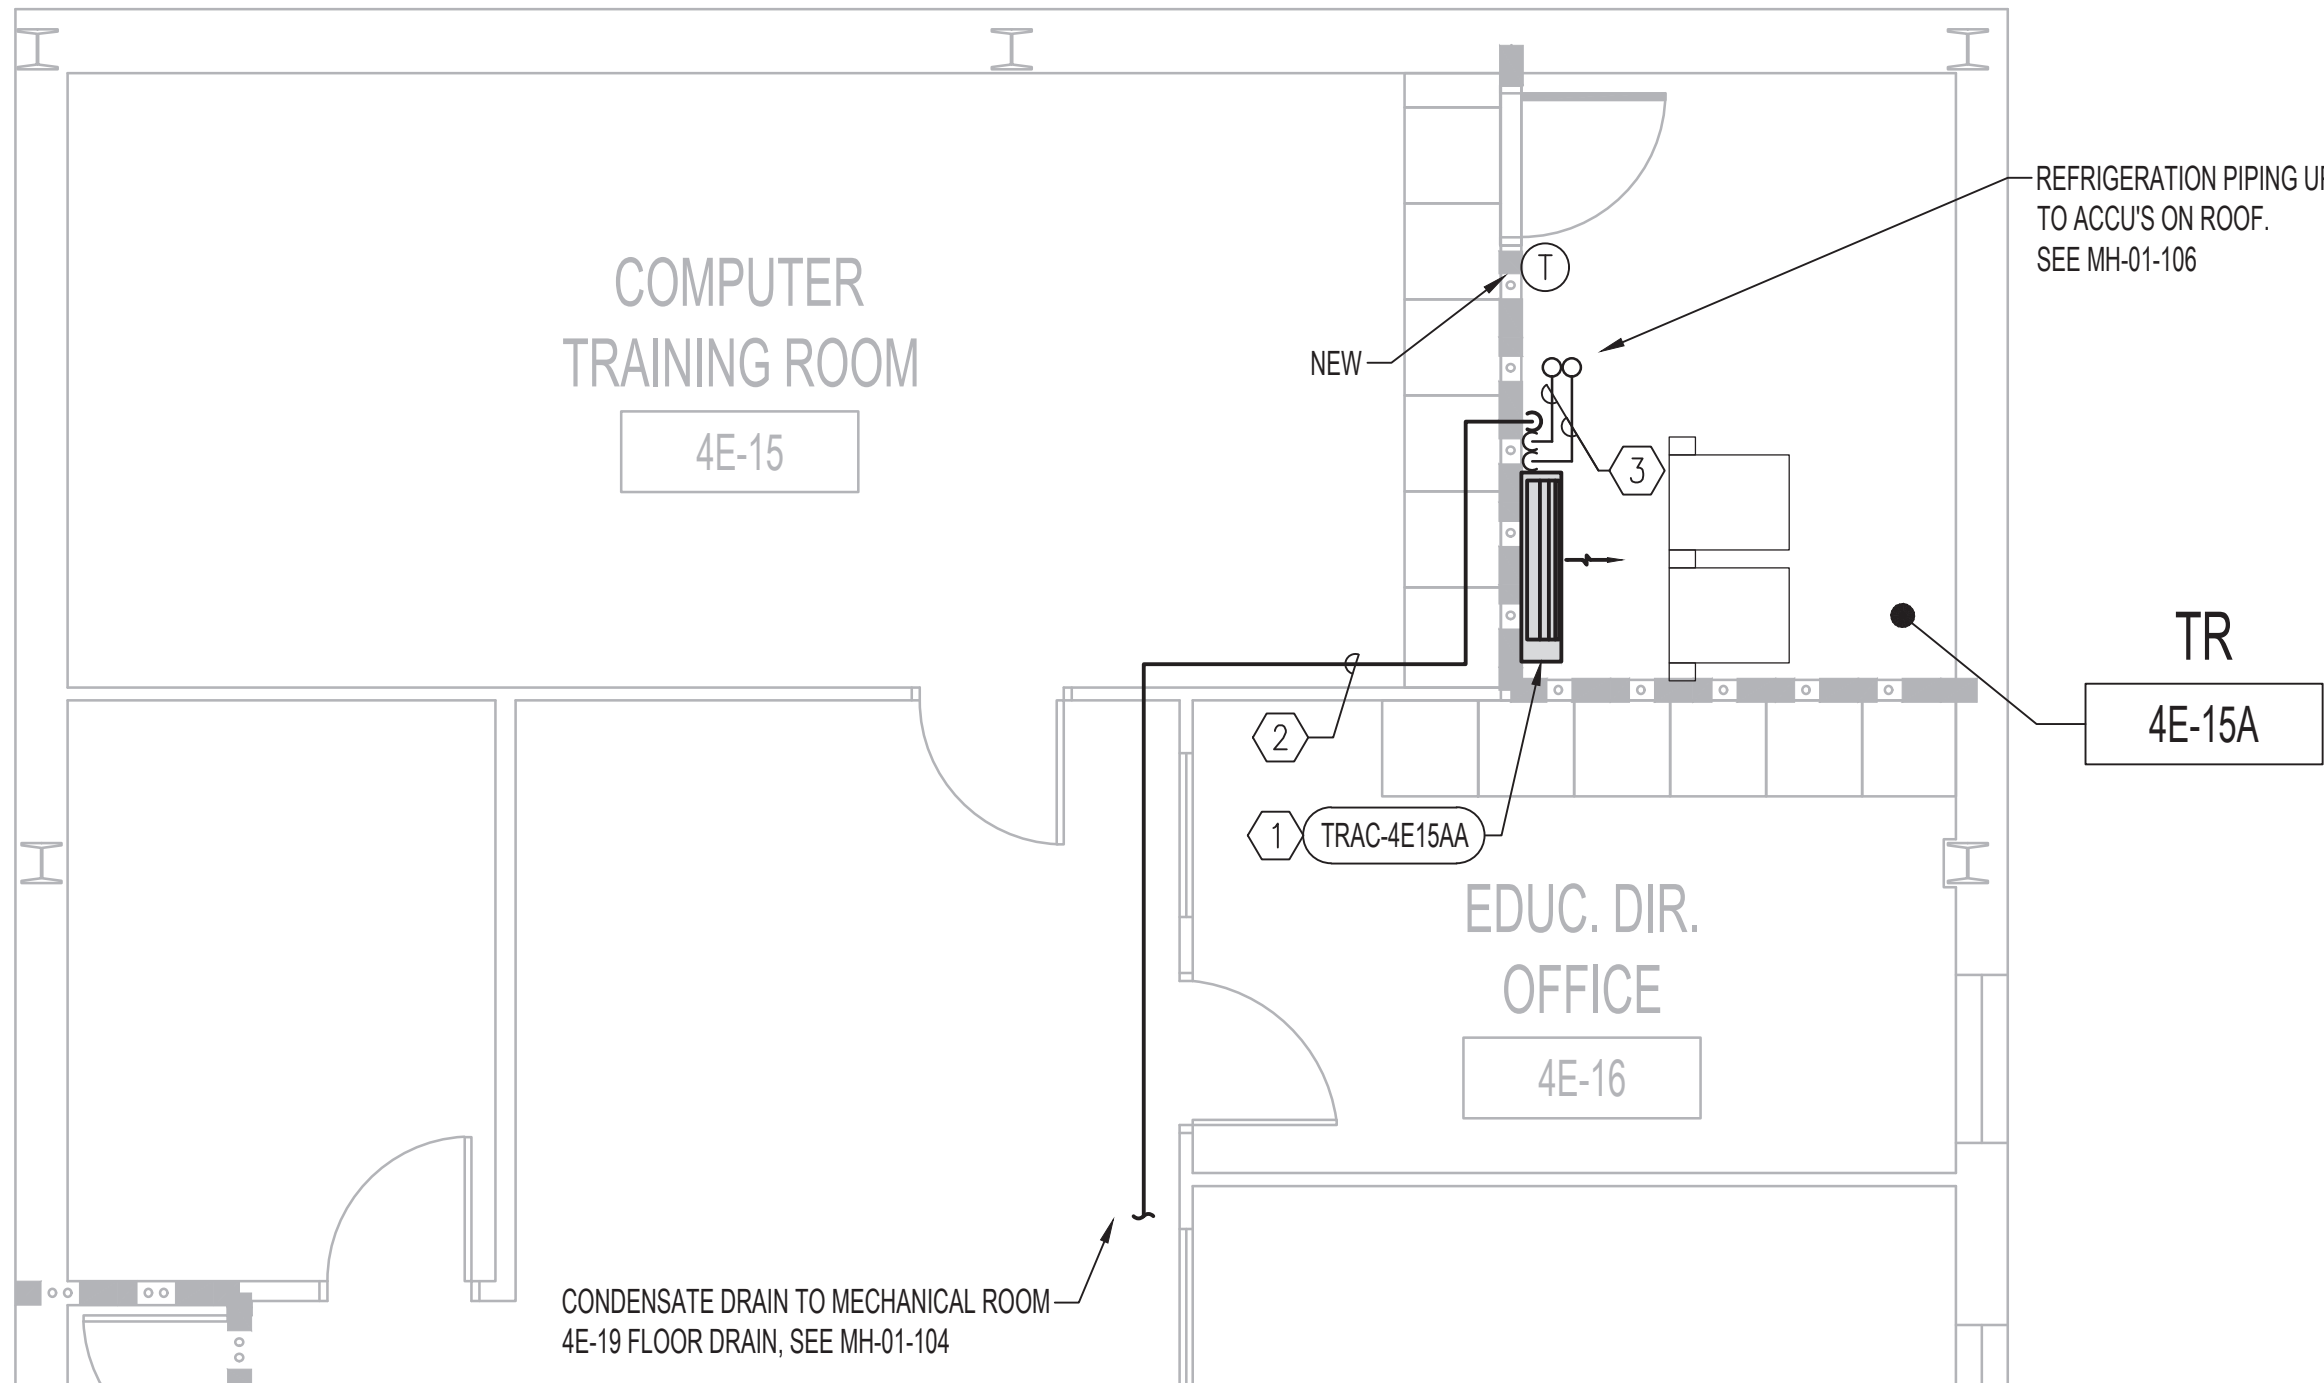 REFRIGERATION PIPING UP
TO ACCU'S ON ROOF.
SEE MH-01-106
COMPUTER
TRAINING ROOM
4E-15
T
NEW
3
TR
4E-15A
2
1
TRAC-4E15AA
EDUC. DIR.
OFFICE
4E-16
CONDENSATE DRAIN TO MECHANICAL ROOM
4E-19 FLOOR DRAIN, SEE MH-01-104